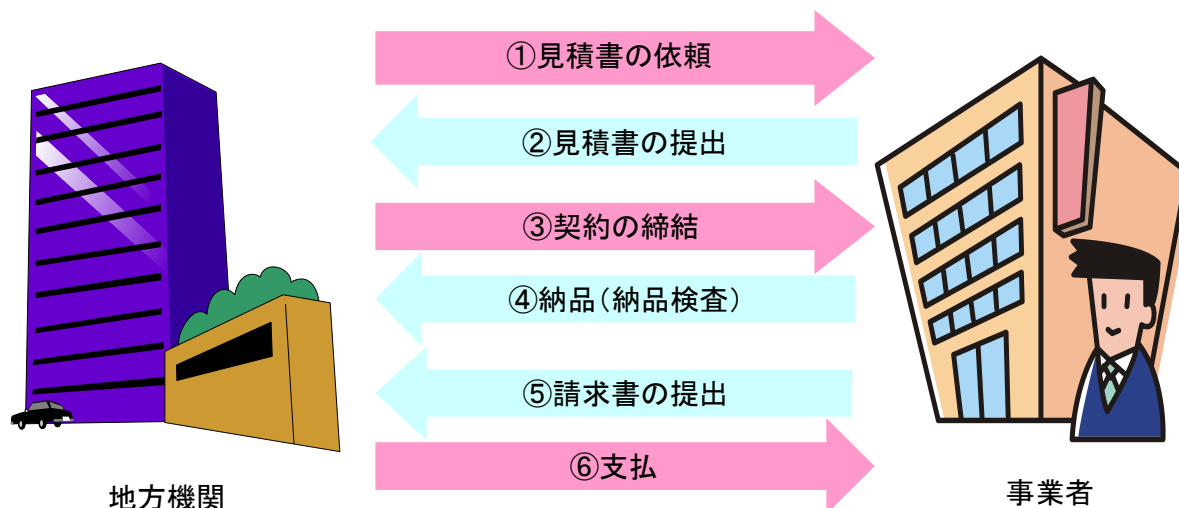 ①見積書の依頼
②見積書の提出
③契約の締結
④納品(納品検査)
⑤請求書の提出
⑥支払
地方機関
事業者